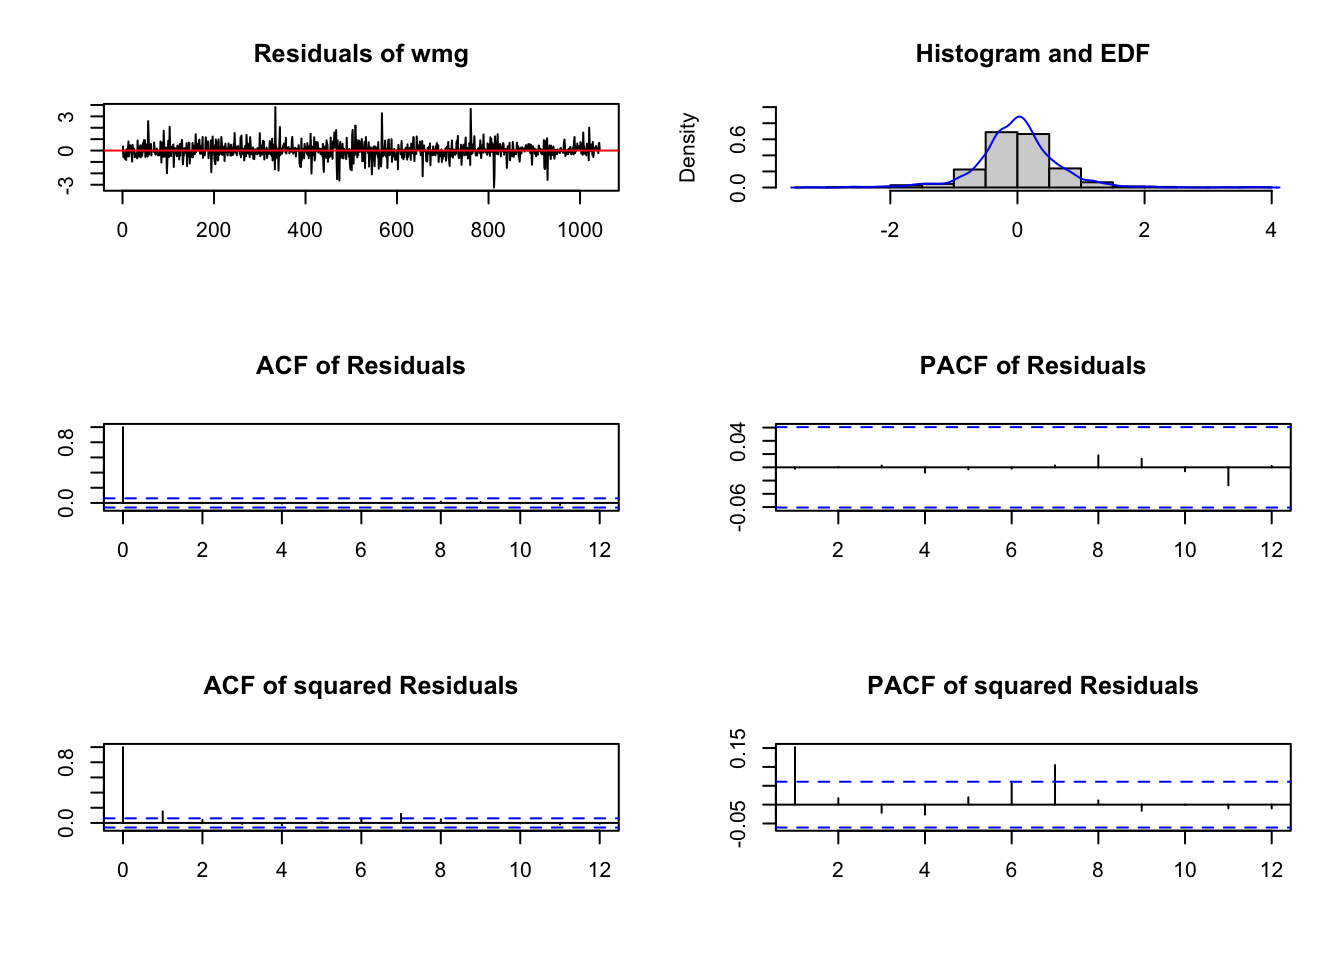 Residuals of wmg
3
0
-3
0 200 400 600 800 1000
Histogram and EDF
Density
0.6
0.0
-2 0 2 4
ACF of Residuals
0.8
0.0
0 2 4 6 8 10 12
PACF of Residuals
0.04
-0.06
2 4 6 8 10 12
ACF of squared Residuals
0.8
0.0
0 2 4 6 8 10 12
PACF of squared Residuals
0.15
-0.05
2 4 6 8 10 12